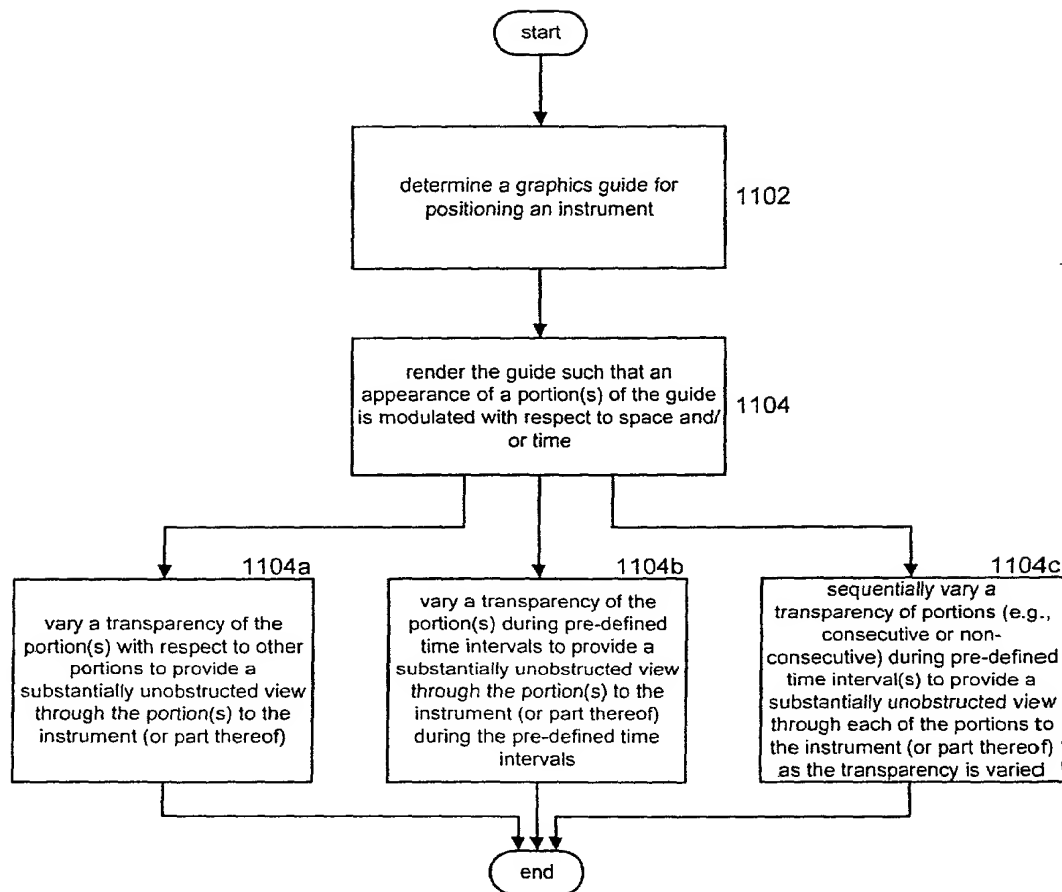 start
determine a graphics guide for
positioning an instrument
1102
render the guide such that an
appearance of a portion(s) of the guide
is modulated with respect to space and/
or time
1104
1104a
vary a transparency of the
portion(s) with respect to other
portions to provide a
substantially unobstructed view
through the portion(s) to the
instrument (or part thereof)
1104b
vary a transparency of the
portion(s) during pre-defined
time intervals to provide a
substantially unobstructed view
through the portion(s) to the
instrument (or part thereof)
during the pre-defined time
intervals
1104c
sequentially vary a
transparency of portions (e.g.,
consecutive or non-
consecutive) during pre-defined
time interval(s) to provide a
substantially unobstructed view
through each of the portions to
the instrument (or part thereof)
as the transparency is varied
end